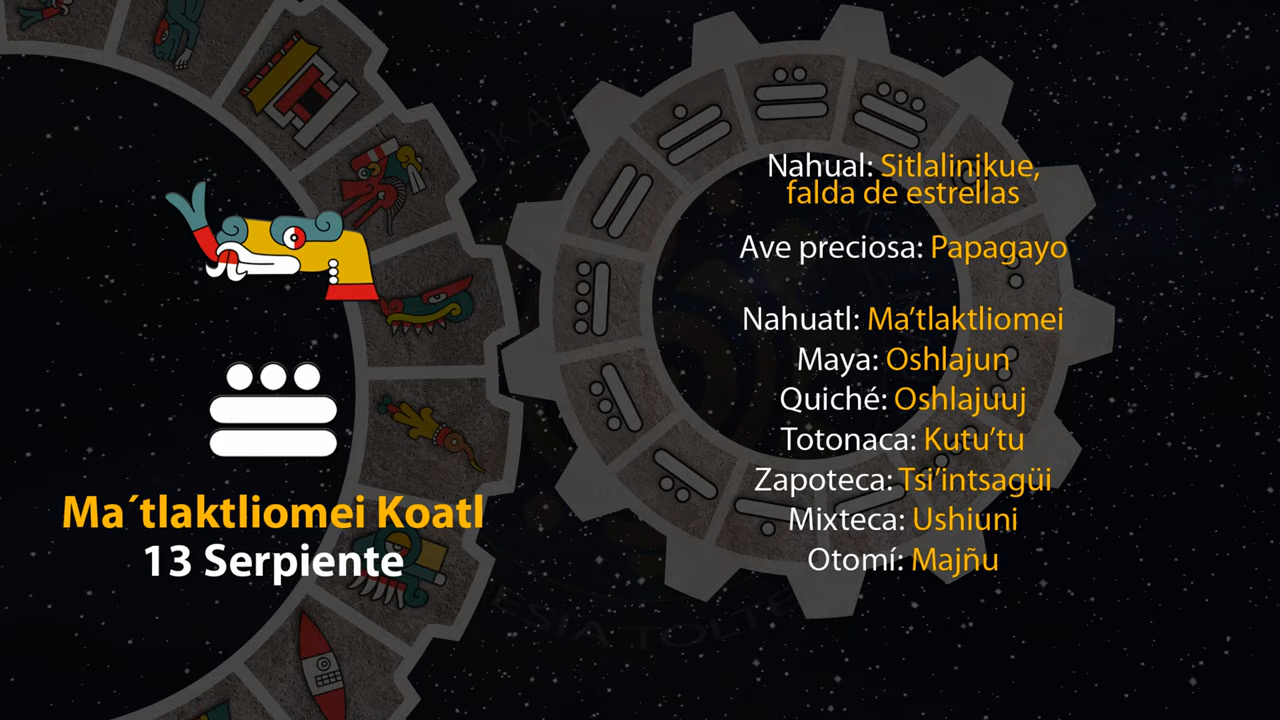 Ma´tlaktliomei Koatl
13 Serpiente
Nahual: Sitlalinikue,
falda de estrellas
Ave preciosa: Papagayo
Nahuatl: Ma’tlaktliomei
Maya: Oshlajun
Quiché: Oshlajuuj
Totonaca: Kutu’tu
Zapoteca: Tsi’intsagüi
Mixteca: Ushiuni
Otomí: Majñu